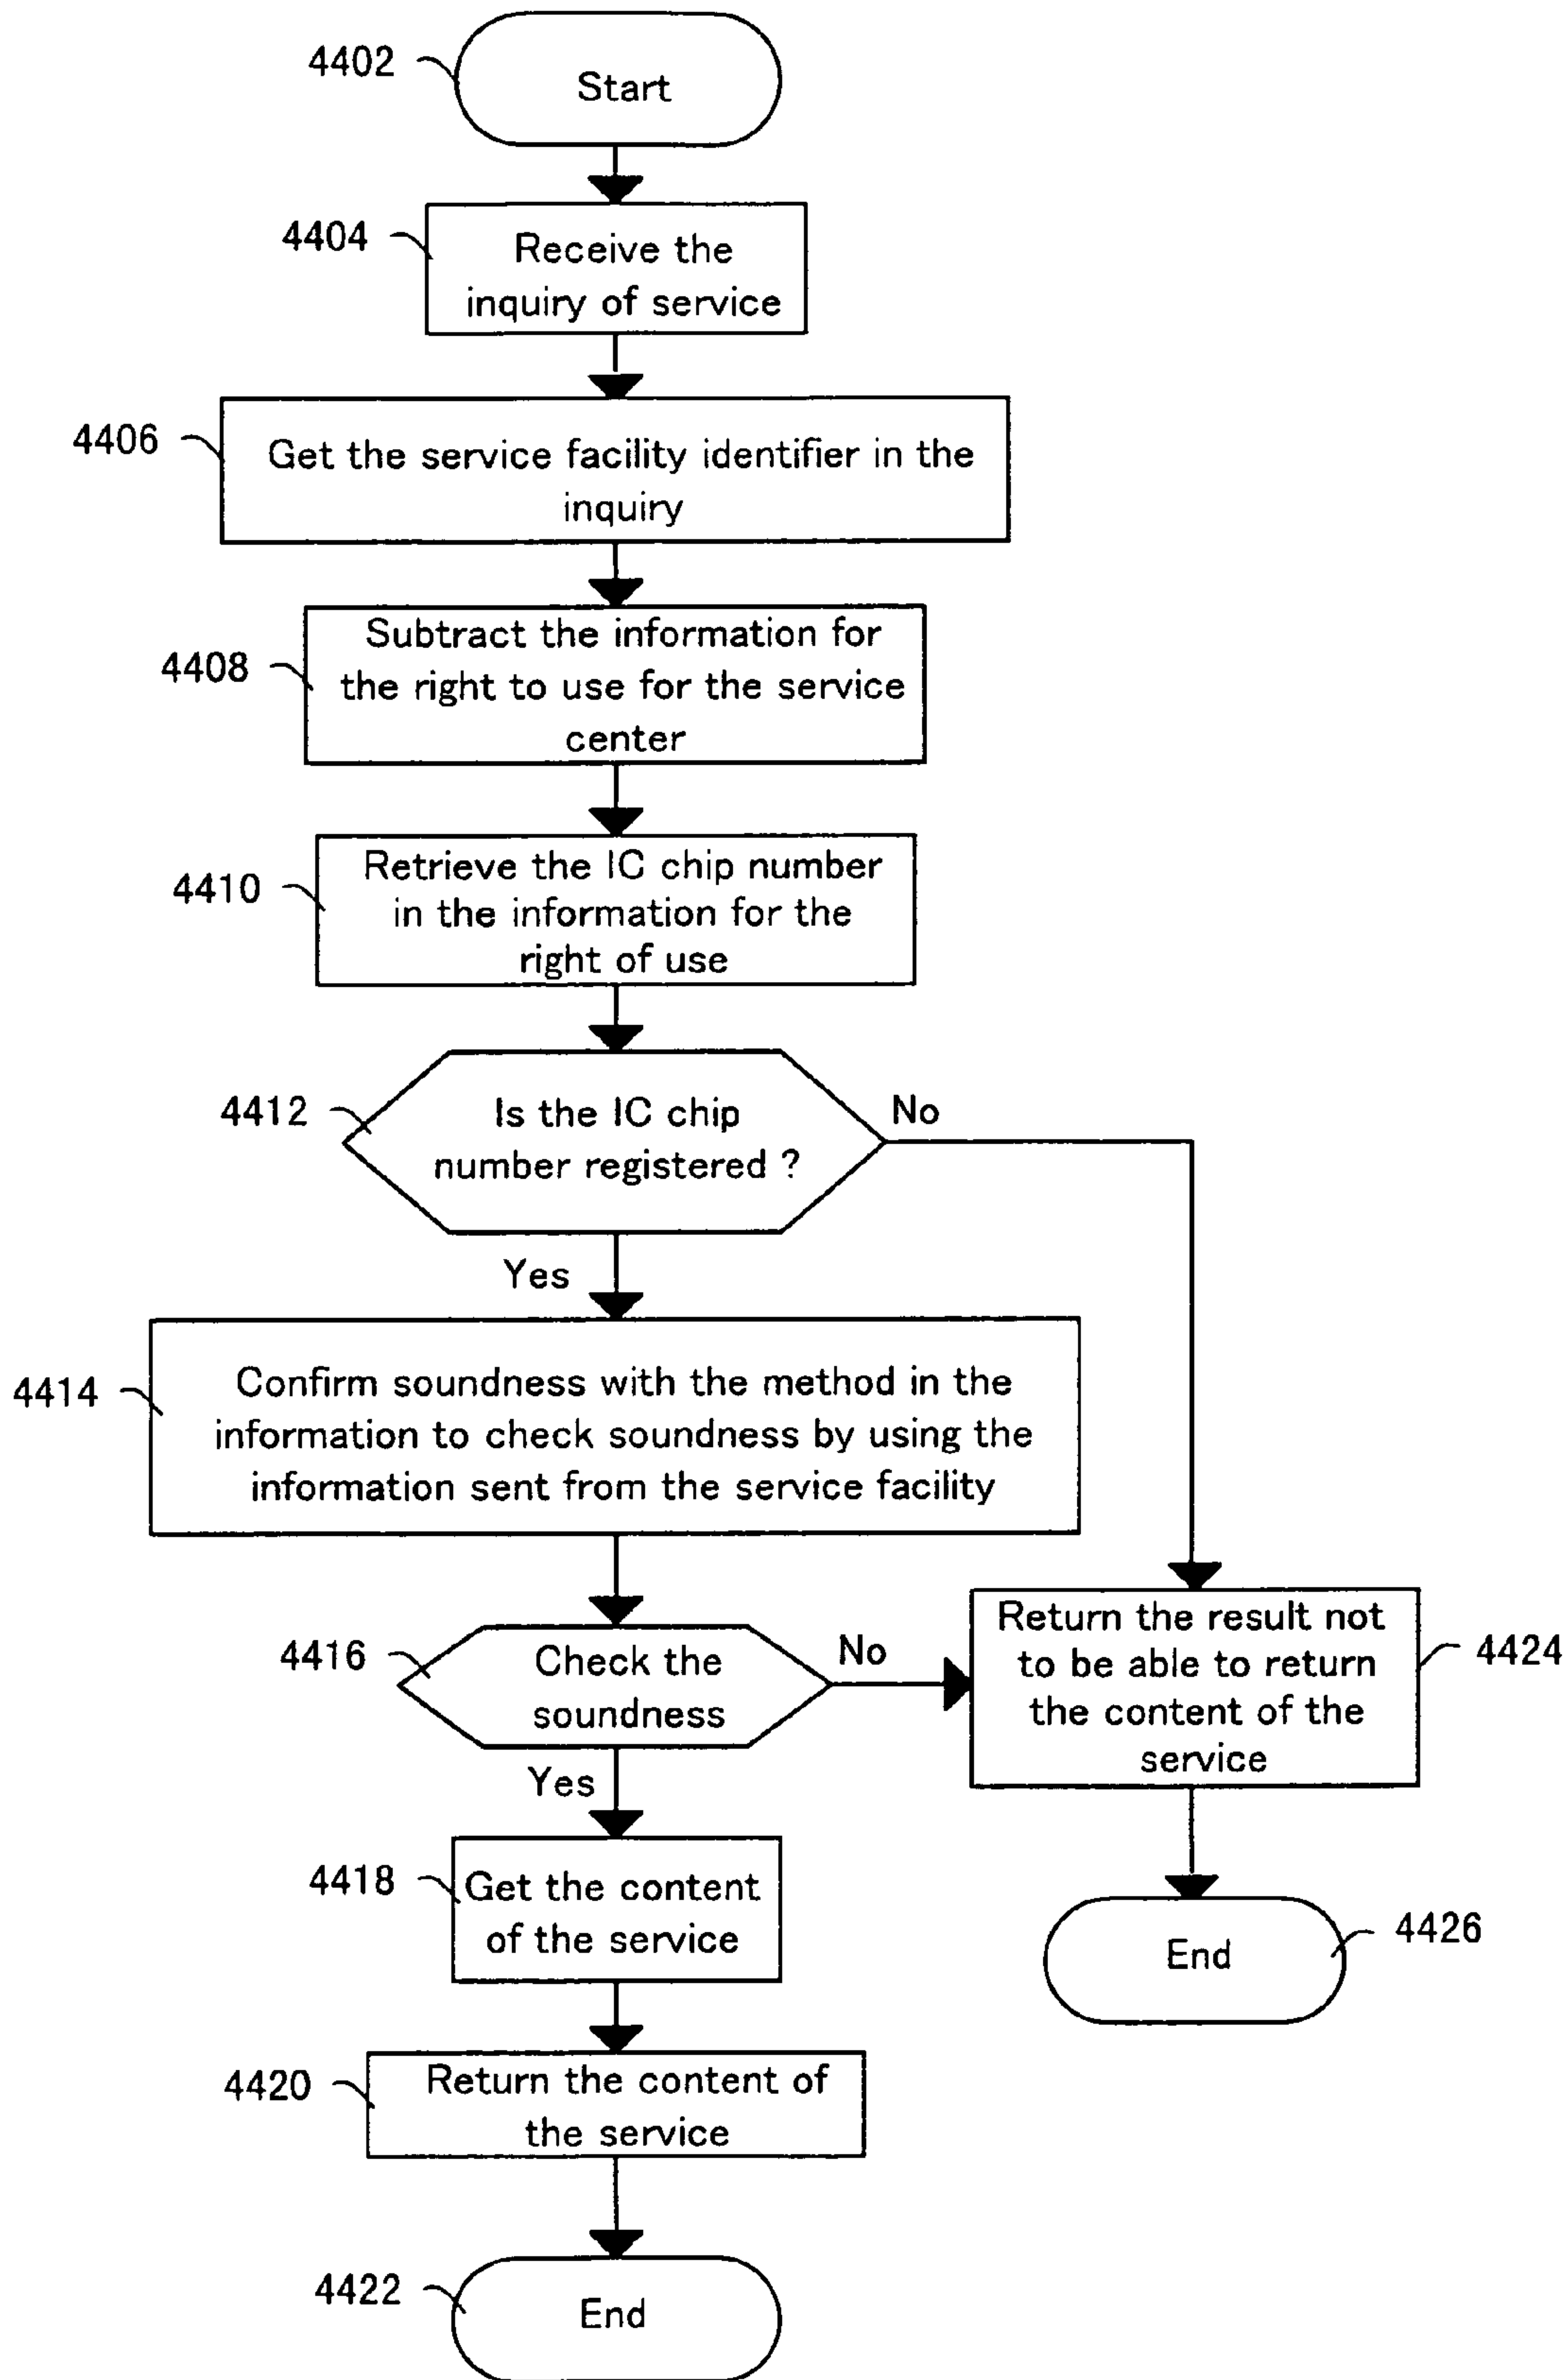 4402
Start
4404
Receive the
inquiry of service
4406
Get the service facility identifier in the
inquiry
4408
Subtract the information for
the right to use for the service
center
4410
Retrieve the IC chip number
in the information for the
right of use
4412
Is the IC chip
number registered ?
No
Yes
4414
Confirm soundness with the method in the
information to check soundness by using the
information sent from the service facility
4416
Check the
soundness
No
Yes
Return the result not
to be able to return
the content of the
service
4424
4418
Get the content
of the service
End
4426
4420
Return the content of
the service
4422
End